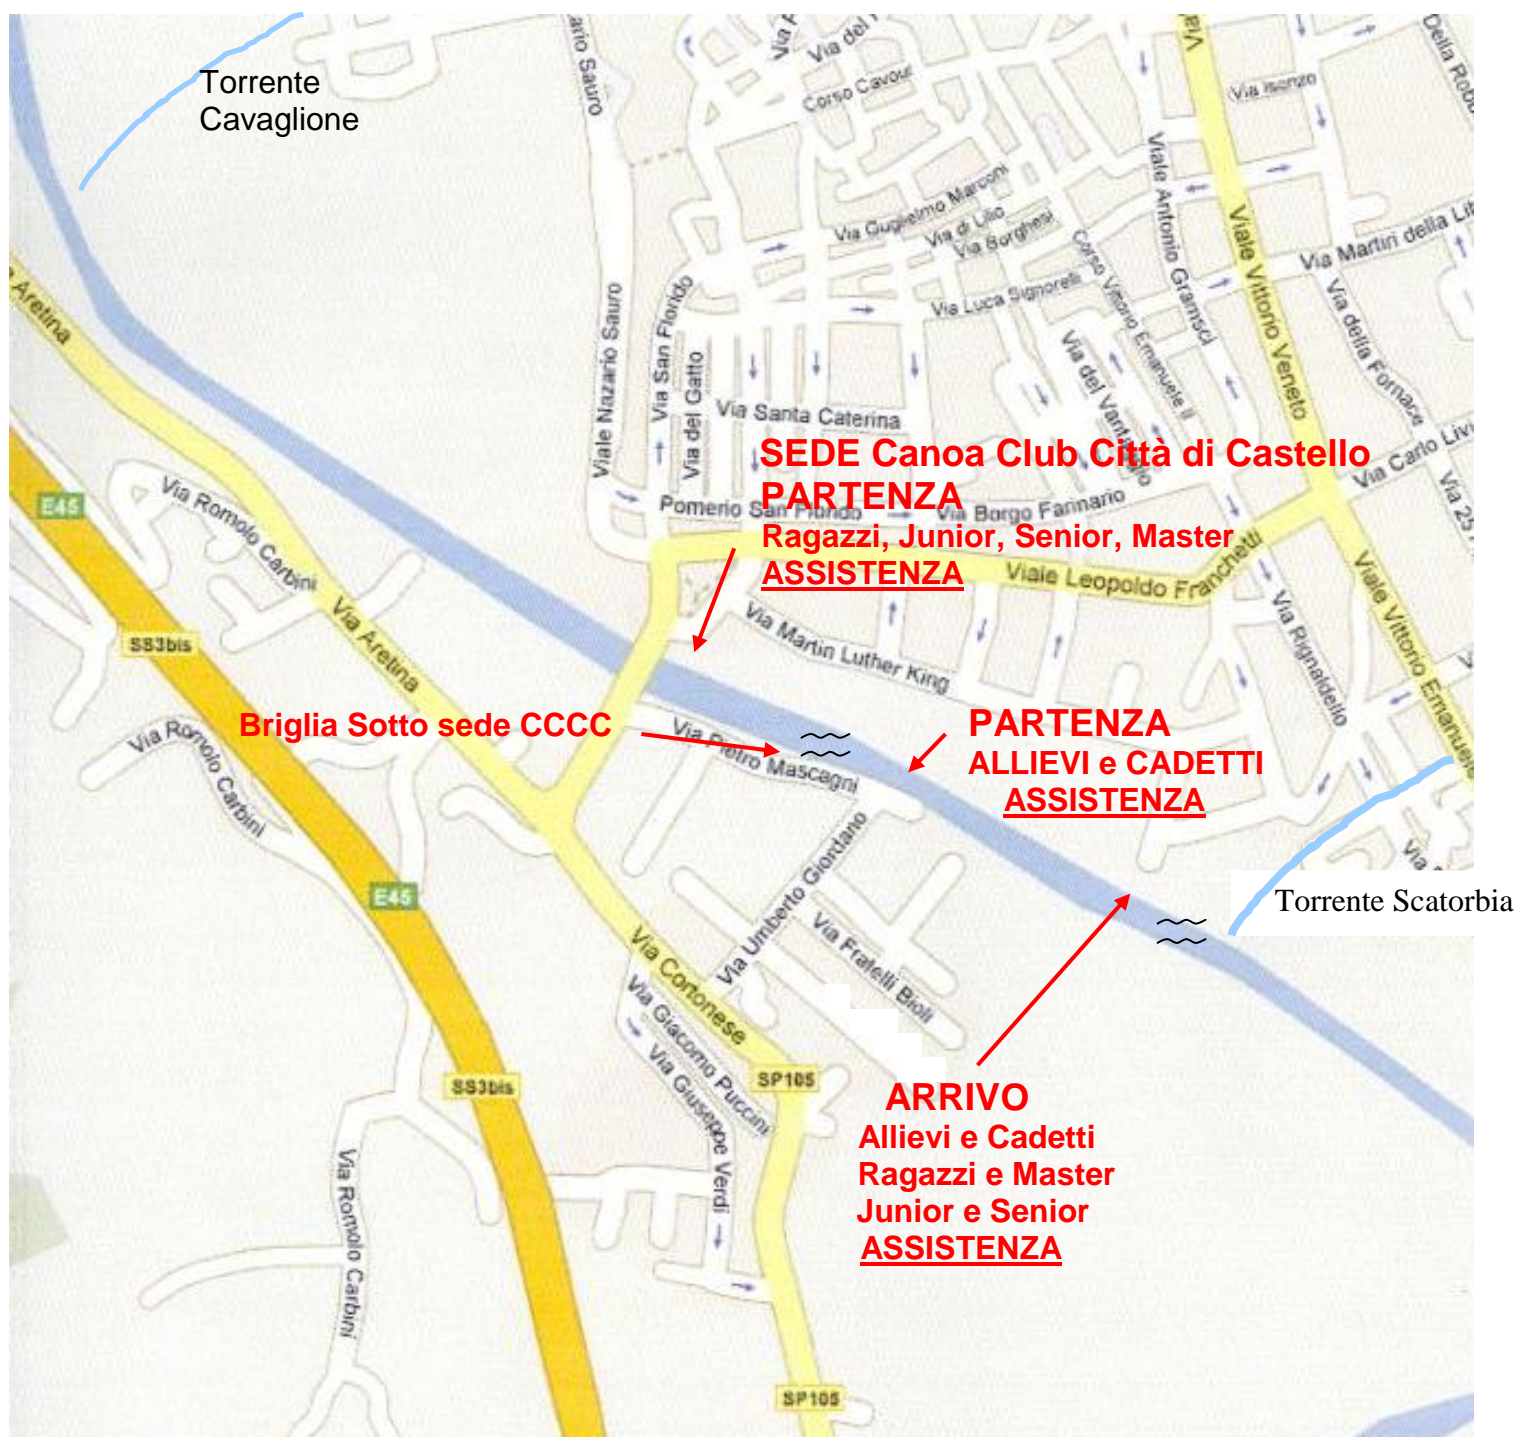 Torrente
Cavaglione
ario Sauro
Corso Cavour
Via Isonzo
Via Guglielmo Marconi
Via di Lilio
Via Borghesi
Viale Antonio Gramsci
Viale Vittorio Veneto
Via Martiri della Lib
Via Luca Signorelli
Corso Vittorio Emanuele II
Via della Fornace
Aretina
Viale Nazario Sauro
Via San Florido
Via del Gatto
Via Santa Caterina
SEDE Canoa Club Città di Castello
PARTENZA
Ragazzi, Junior, Senior, Master
ASSISTENZA
Via Carlo Livi
Via 25
Pomerio San Florido
Via Borgo Farinario
Viale Leopoldo Franchetti
Viale Vittorio Emanuele
Via Rignaldello
E45
Via Romolo Carbini
SS3bis
Via Aretina
Via Martin Luther King
Briglia Sotto sede CCCC
Via Pietro Mascagni
PARTENZA
ALLIEVI e CADETTI
ASSISTENZA
Via Romolo Carbini
Via Umberto Giordano
E45
Torrente Scatorbia
Via Fratelli Bioli
Via Cortonese
Via Giacomo Puccini
Via Giuseppe Verdi
SS3bis
SP105
ARRIVO
Allievi e Cadetti
Ragazzi e Master
Junior e Senior
ASSISTENZA
Via Romolo Carbini
SP105